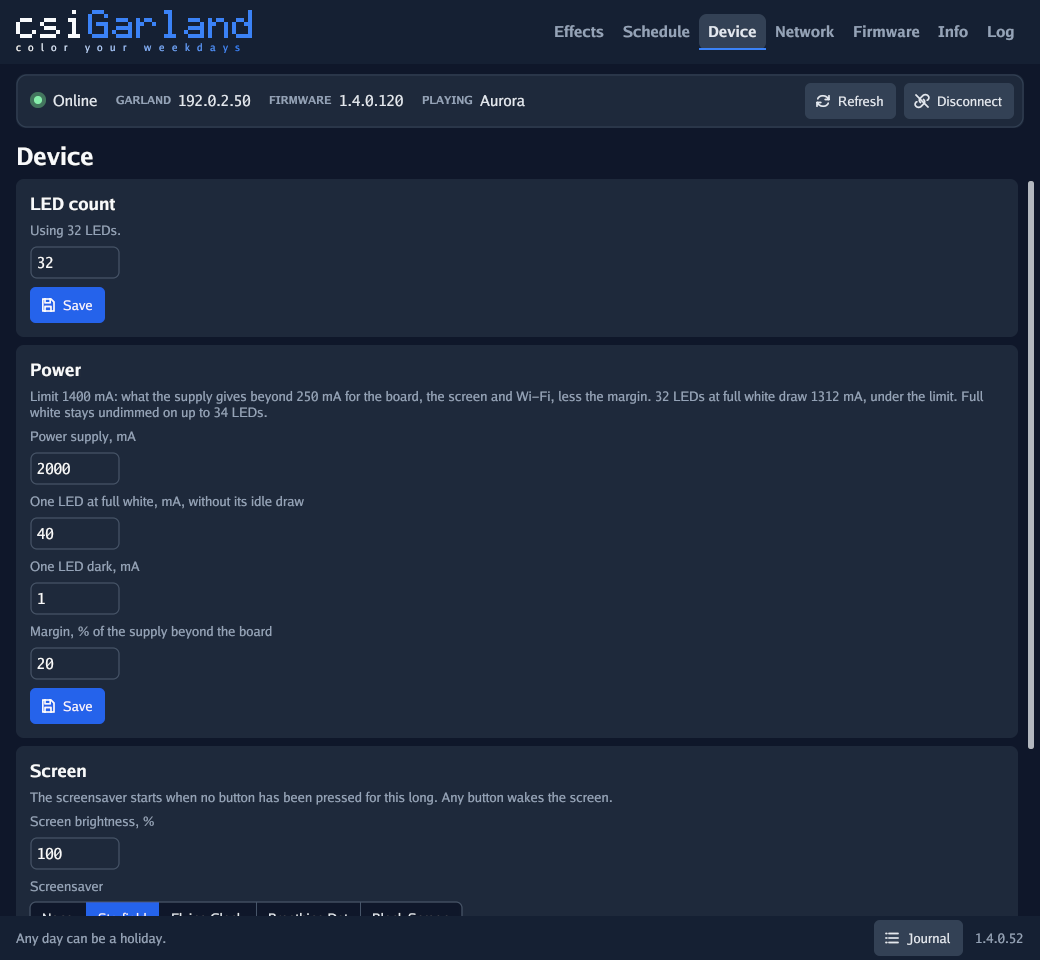 csiGarland
color your weekdays
Effects Schedule Device Network Firmware Info Log
Online GARLAND 192.0.2.50 FIRMWARE 1.4.0.120 PLAYING Aurora Refresh Disconnect
Device
LED count
Using 32 LEDs.
32
Save
Power
Limit 1400 mA: what the supply gives beyond 250 mA for the board, the screen and Wi-Fi, less the margin. 32 LEDs at full white draw 1312 mA, under the limit. Full
white stays undimmed on up to 34 LEDs.
Power supply, mA
2000
One LED at full white, mA, without its idle draw
40
One LED dark, mA
1
Margin, % of the supply beyond the board
20
Save
Screen
The screensaver starts when no button has been pressed for this long. Any button wakes the screen.
Screen brightness, %
100
Screensaver
Any day can be a holiday. Journal 1.4.0.52